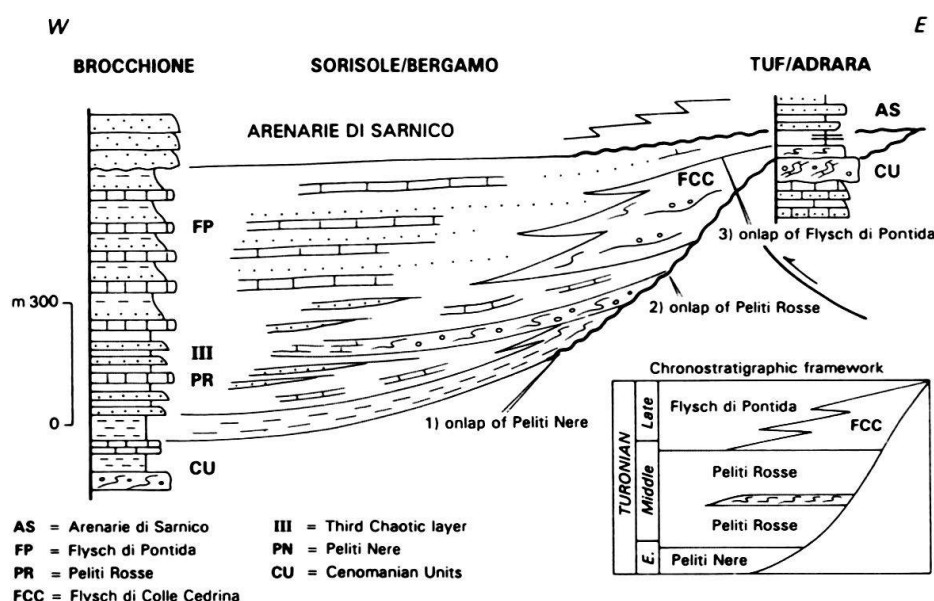 W
E
BROCCHIONE
SORISOLE/BERGAMO
TUF/ADRARA
ARENARIE DI SARNICO
AS
CU
FCC
FP
3) onlap of Flysch di Pontida
m 300
2) onlap of Peliti Rosse
III
PR
Chronostratigraphic framework
0
1) onlap of Peliti Nere
CU
TURONIAN
Late
Flysch di Pontida
FCC
Middle
Peliti Rosse
Peliti Rosse
E.
Peliti Nere
AS = Arenarie di Sarnico
FP = Flysch di Pontida
PR = Peliti Rosse
FCC = Flysch di Colle Cedrina
III = Third Chaotic layer
PN = Peliti Nere
CU = Cenomanian Units